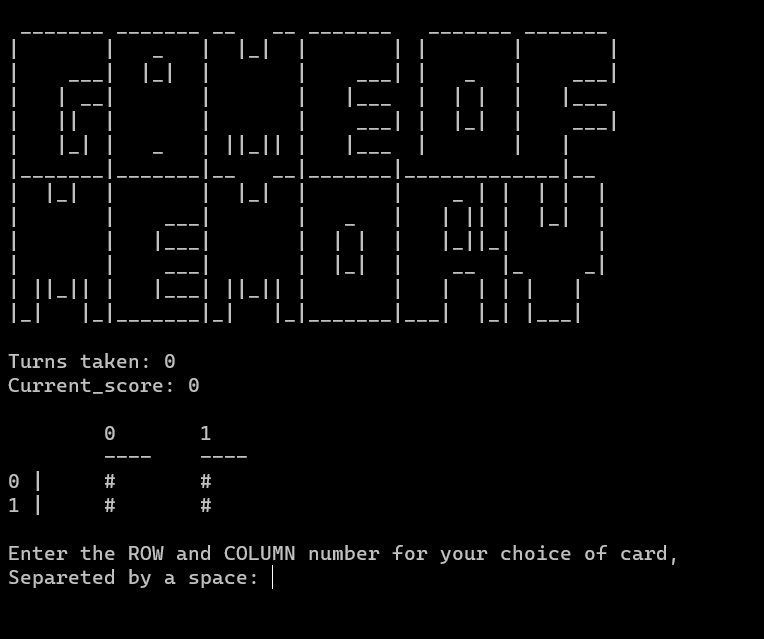 GAME OF
MEMORY
Turns taken: 0
Current_score: 0
0 1
---- ----
0 | # #
1 | # #
Enter the ROW and COLUMN number for your choice of card,
Separeted by a space: